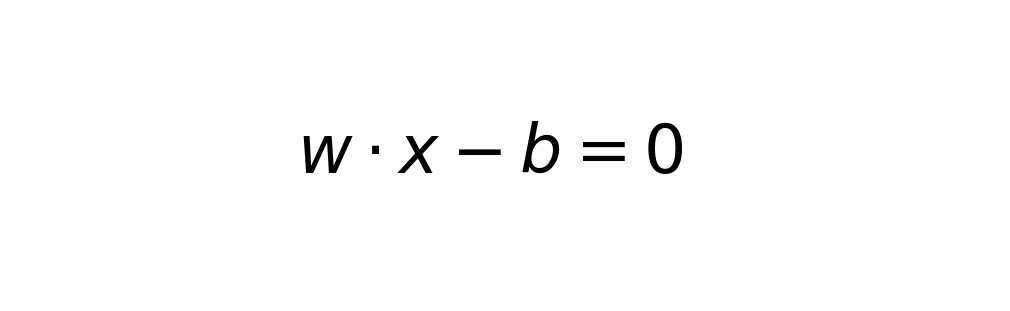 w · x − b = 0